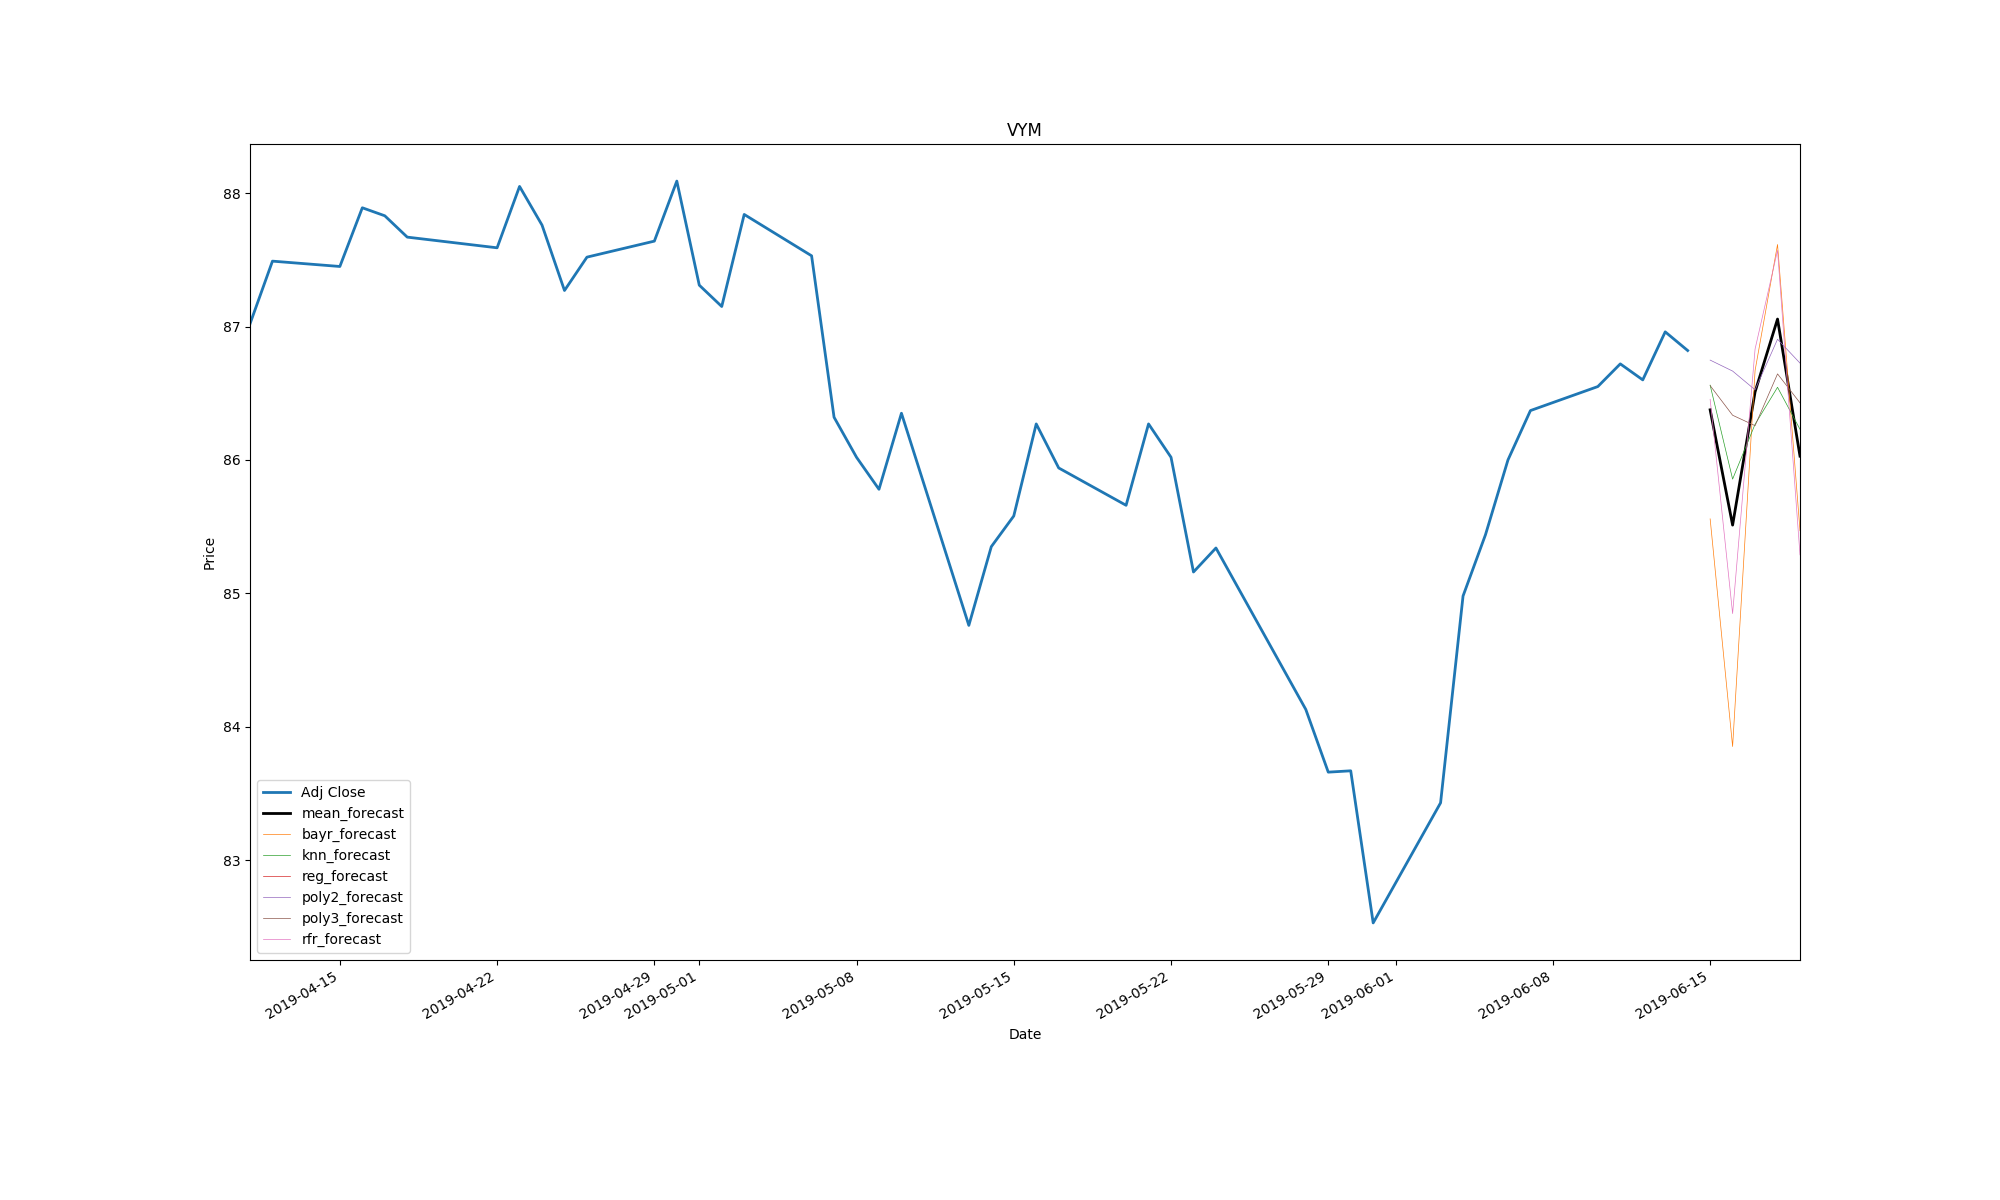 VYM
88
87
86
85
84
83
Price
Adj Close
mean_forecast
bayr_forecast
knn_forecast
reg_forecast
poly2_forecast
poly3_forecast
rfr_forecast
2019-04-15
2019-04-22
2019-04-29
2019-05-01
2019-05-08
2019-05-15
2019-05-22
2019-05-29
2019-06-01
2019-06-08
2019-06-15
Date